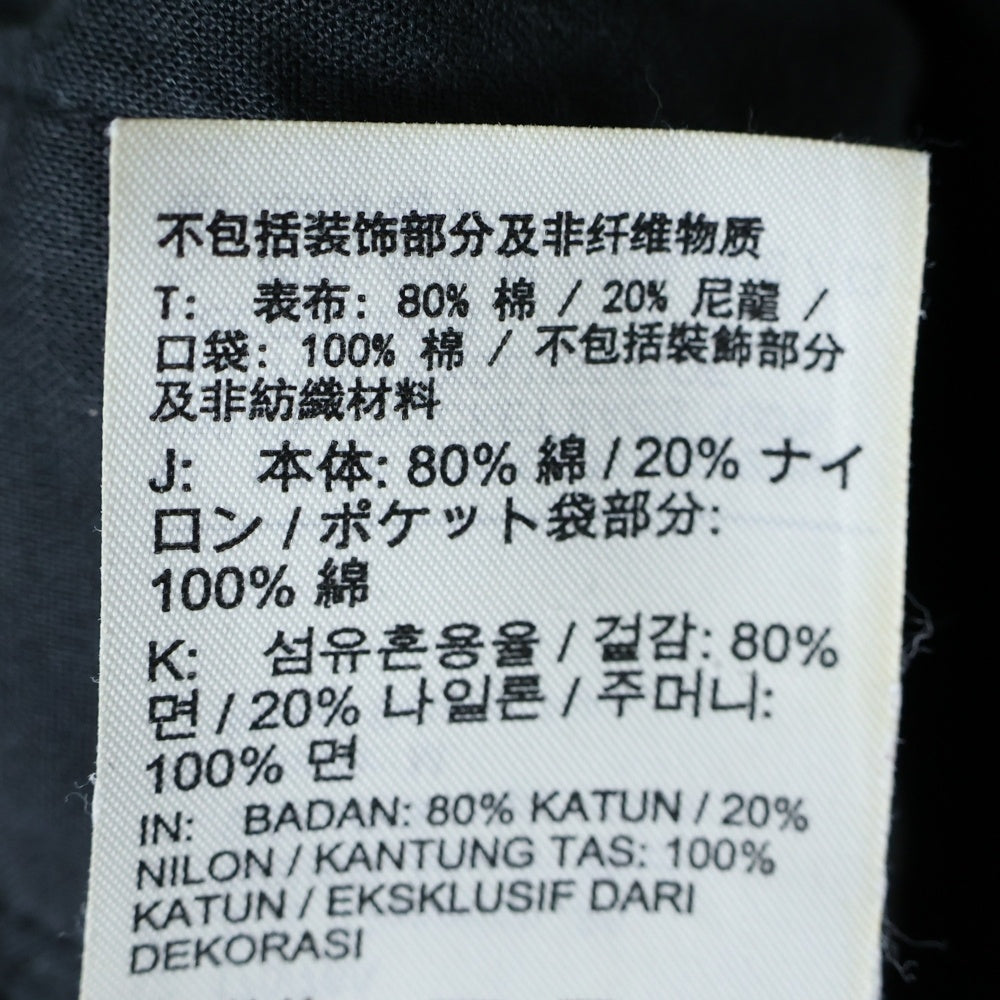 不包括装饰部分及非纤维物质
T: 表布: 80% 棉 / 20% 尼龍 /
口袋: 100% 棉 / 不包括裝飾部分
及非紡織材料
J: 本体: 80% 綿 / 20% ナイ
ロン / ポケット袋部分:
100% 綿
K: 섬유혼용율 / 겉감: 80%
면 / 20% 나일론 / 주머니:
100% 면
IN: BADAN: 80% KATUN / 20%
NILON / KANTUNG TAS: 100%
KATUN / EKSKLUSIF DARI
DEKORASI